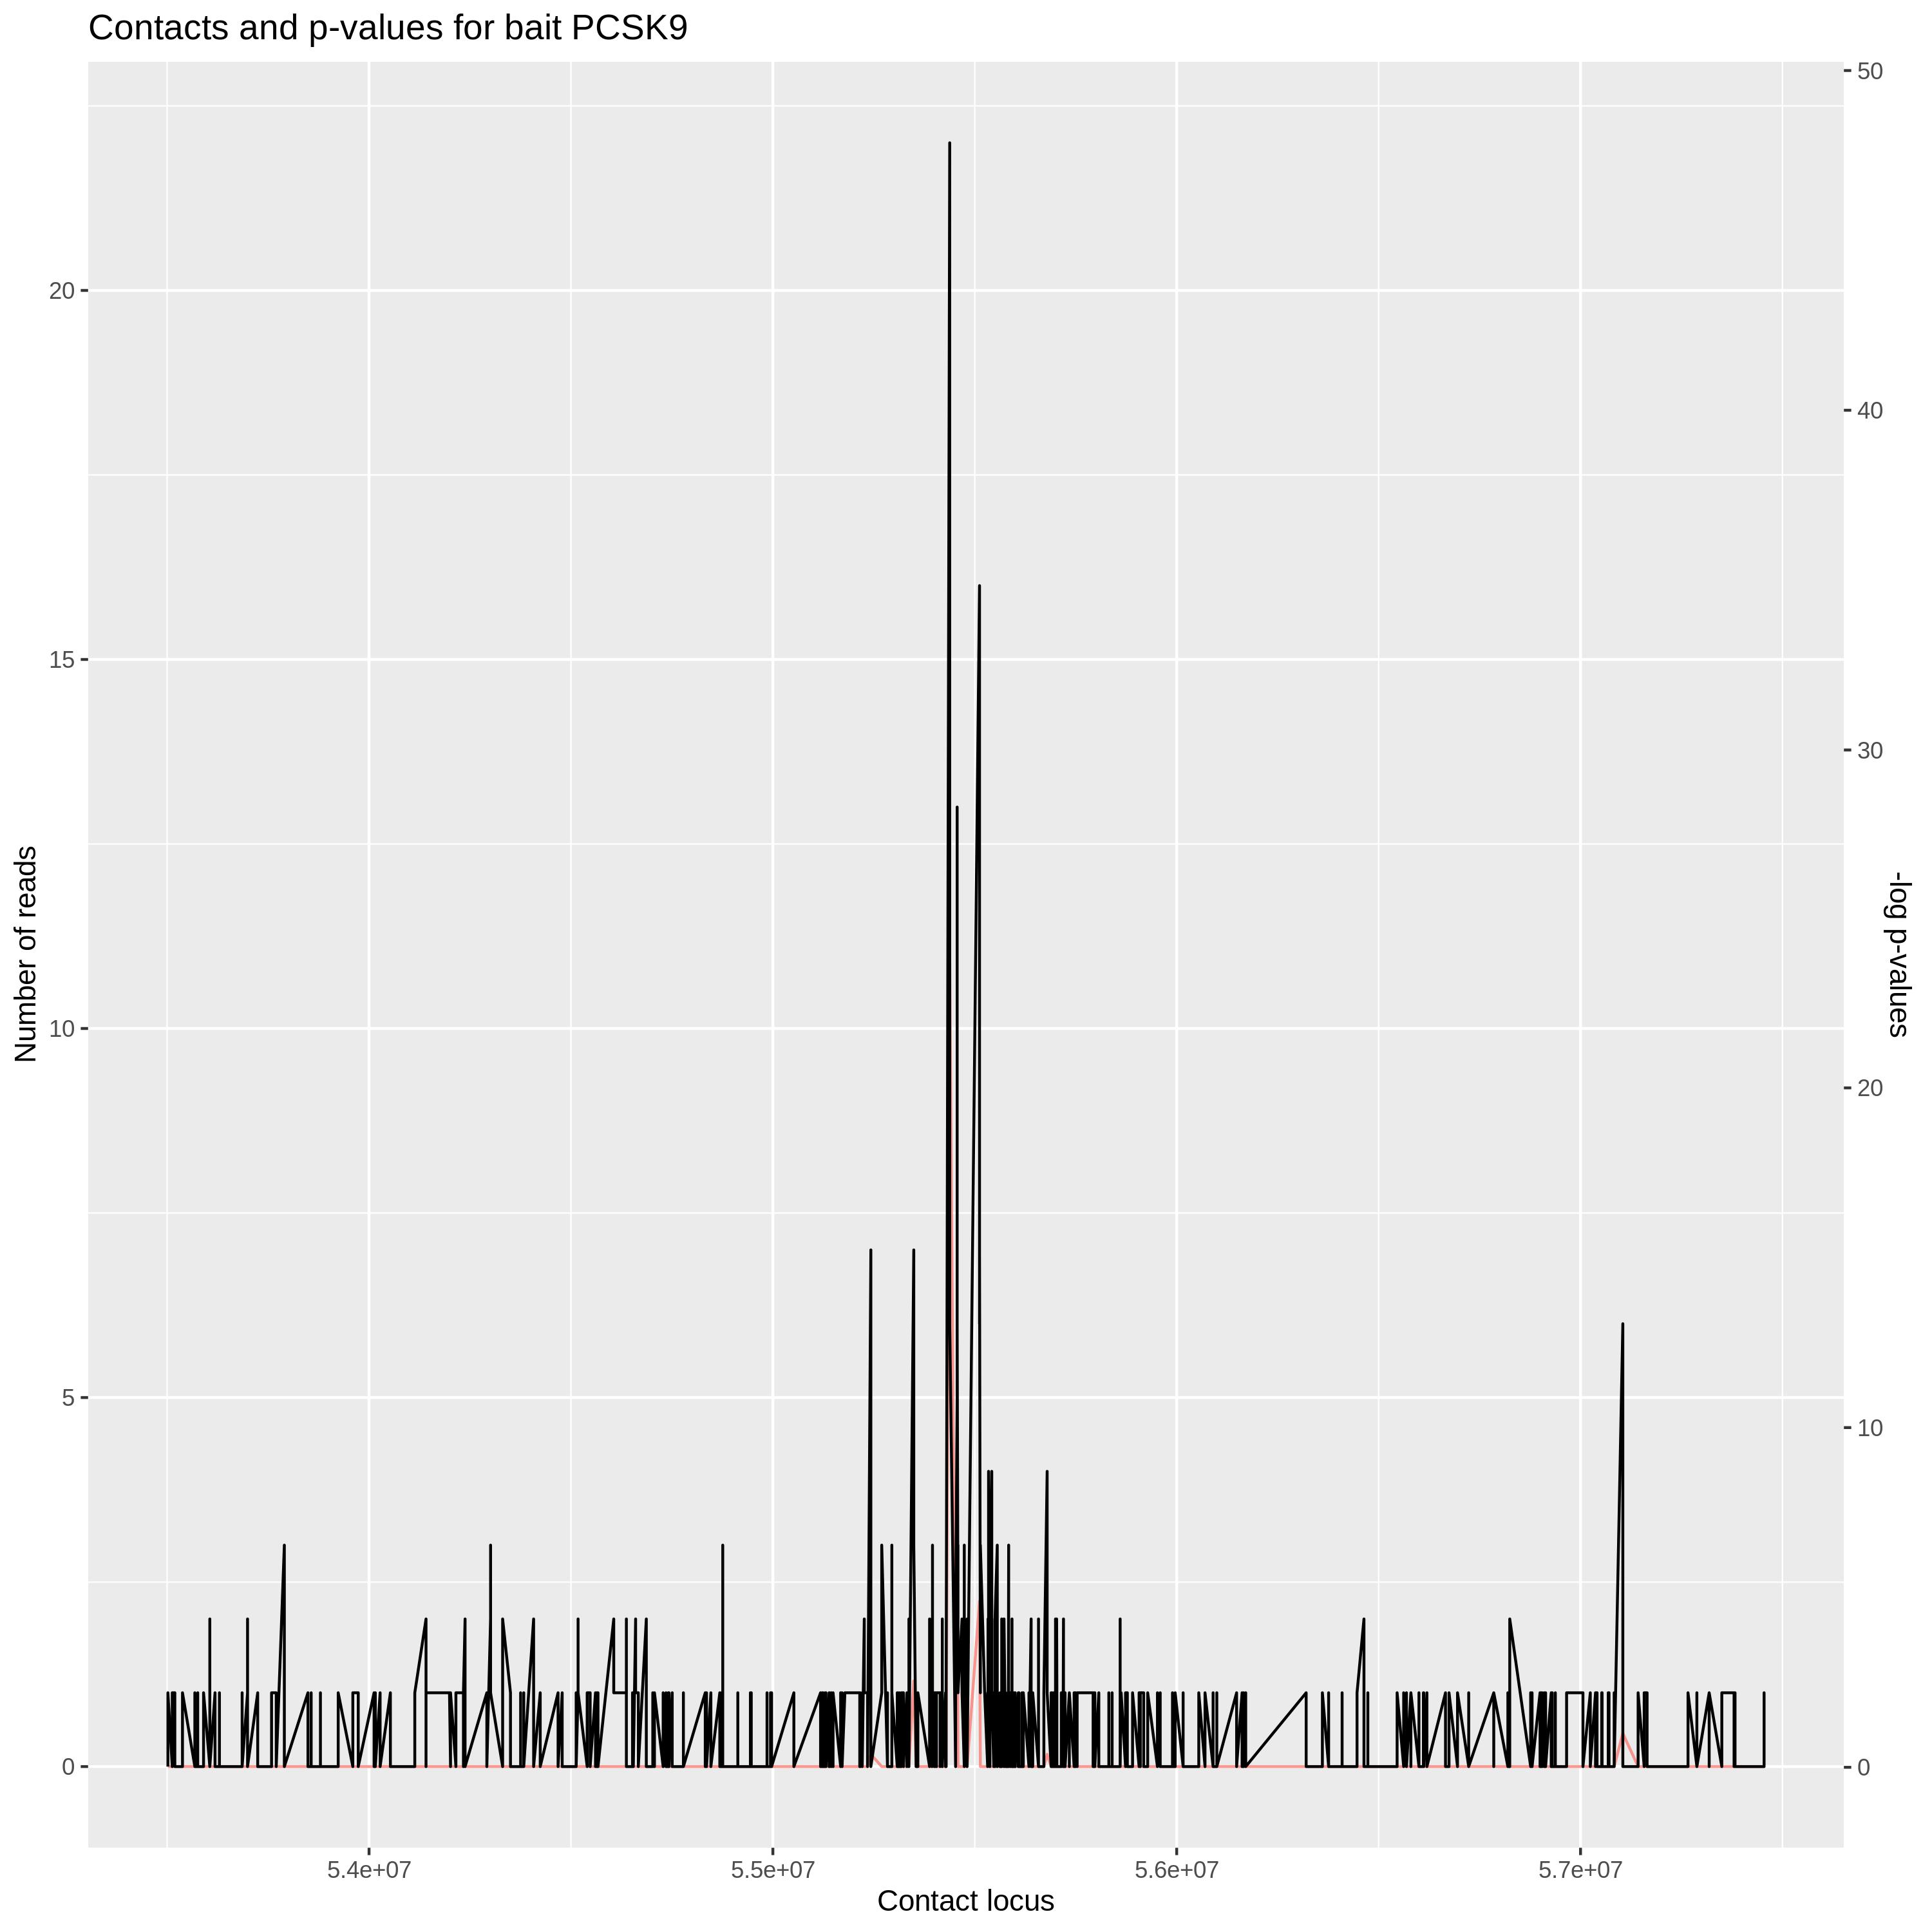 Contacts and p-values for bait PCSK9
50
40
30
20
10
0
20
15
10
5
0
Number of reads
-log p-values
5.4e+07
5.5e+07
5.6e+07
5.7e+07
Contact locus